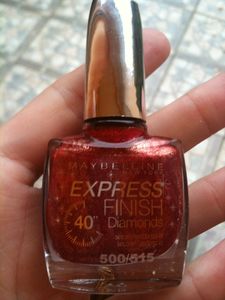 MAYBELLINE
EXPRESS
FINISH
40"
Diamonds
500/515